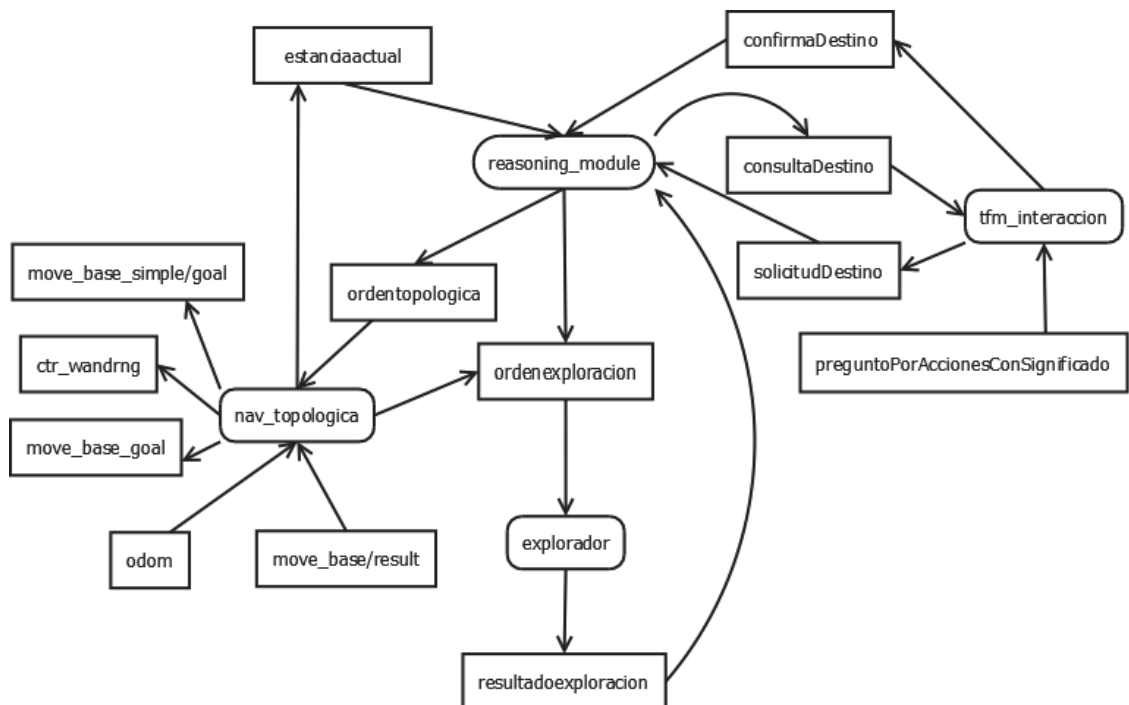 confirmaDestino
estanciaactual
reasoning_module
consultaDestino
tfm_interaccion
move_base_simple/goal
ordentopologica
solicitudDestino
ctr_wandrng
ordenexploracion
preguntoPorAccionesConSignificado
nav_topologica
move_base_goal
explorador
odom
move_base/result
resultadoexploracion